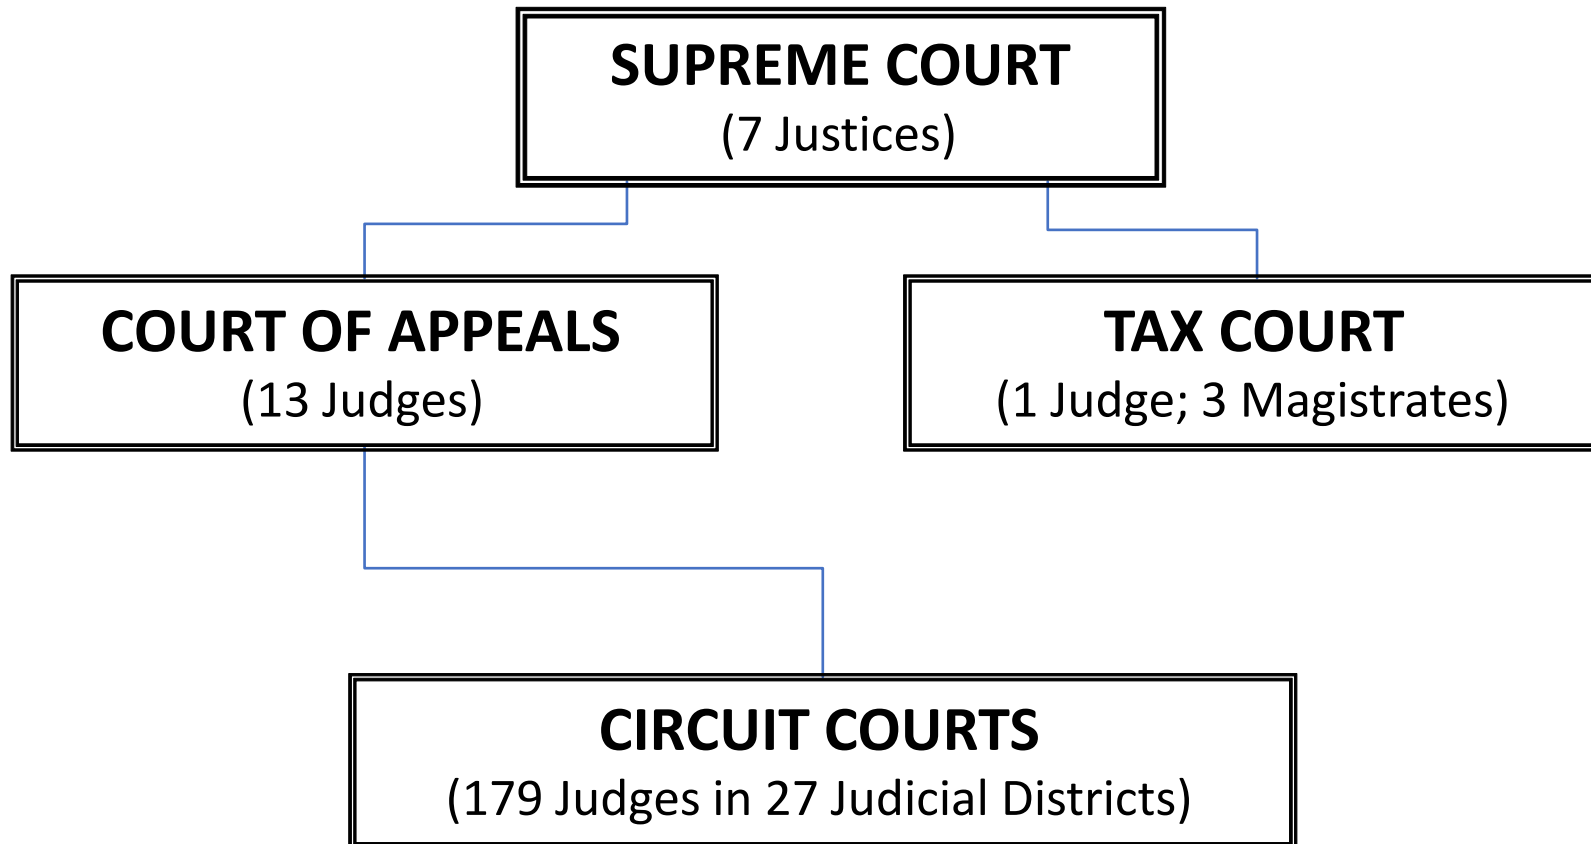 SUPREME COURT
(7 Justices)
COURT OF APPEALS
(13 Judges)
TAX COURT
(1 Judge; 3 Magistrates)
CIRCUIT COURTS
(179 Judges in 27 Judicial Districts)